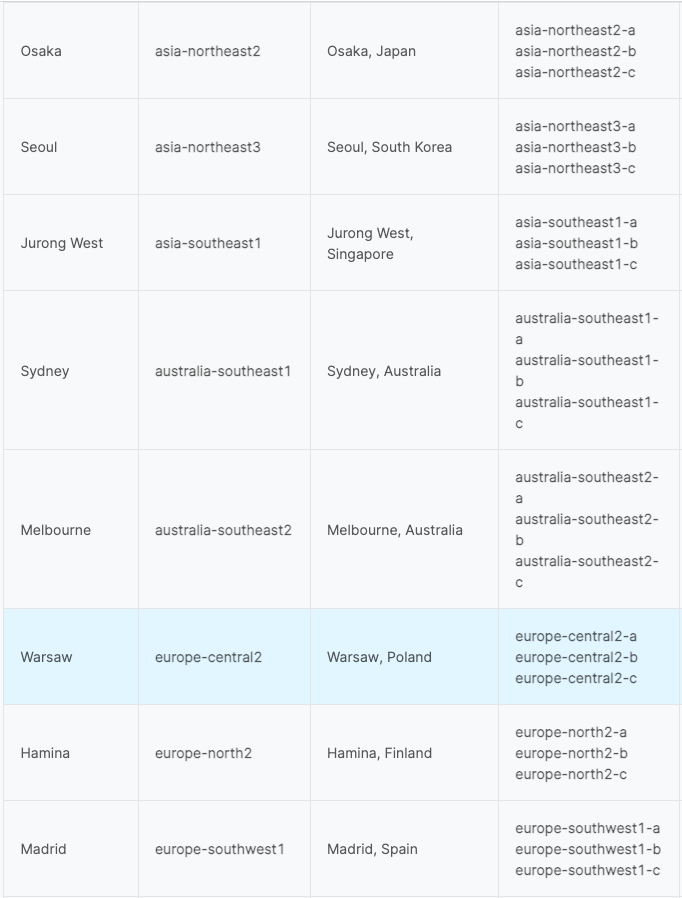 Osaka
asia-northeast2
Osaka, Japan
asia-northeast2-a
asia-northeast2-b
asia-northeast2-c
Seoul
asia-northeast3
Seoul, South Korea
asia-northeast3-a
asia-northeast3-b
asia-northeast3-c
Jurong West
asia-southeast1
Jurong West,
Singapore
asia-southeast1-a
asia-southeast1-b
asia-southeast1-c
Sydney
australia-southeast1
Sydney, Australia
australia-southeast1-
a
australia-southeast1-
b
australia-southeast1-
c
Melbourne
australia-southeast2
Melbourne, Australia
australia-southeast2-
a
australia-southeast2-
b
australia-southeast2-
c
Warsaw
europe-central2
Warsaw, Poland
europe-central2-a
europe-central2-b
europe-central2-c
Hamina
europe-north2
Hamina, Finland
europe-north2-a
europe-north2-b
europe-north2-c
Madrid
europe-southwest1
Madrid, Spain
europe-southwest1-a
europe-southwest1-b
europe-southwest1-c